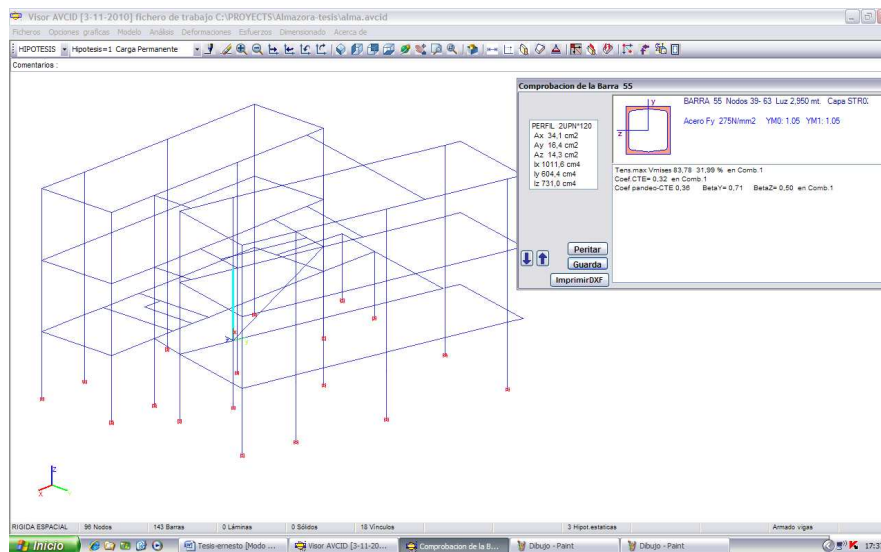 Visor AVCID [3-11-2010] fichero de trabajo C:\PROYECTS\Almazora-tesis\alma.avcid
Ficheros Opciones graficas Modelo Análisis Deformaciones Esfuerzos Dimensionado Acerca de
HIPOTESIS Hipotesis=1 Carga Permanente
Comentarios :
Comprobacion de la Barra 55
PERFIL 2UPN*120
Ax 34,1 cm2
Ay 16,4 cm2
Az 14,3 cm2
Ix 1011,6 cm4
Iy 604,4 cm4
Iz 731,0 cm4
y
z
BARRA 55 Nodos 39- 63 Luz 2,950 mt. Capa STRO:
Acero Fy 275N/mm2 YM0: 1.05 YM1: 1.05
Tens.max Vmises 83,78 31,99 % en Comb.1
Coef.CTE= 0,32 en Comb.1
Coef pandeo-CTE 0,36 BetaY= 0,71 BetaZ= 0,50 en Comb.1
Peritar
Guarda
ImprimirDXF
z
x
RIGIDA ESPACIAL 96 Nodos 143 Barras 0 Láminas 0 Sólidos 18 Vínculos 3 Hipot.estaticas Armado vigas
Inicio Tesis-ernesto [Modo ... Visor AVCID [3-11-20... Comprobacion de la B... Dibujo - Paint Dibujo - Paint